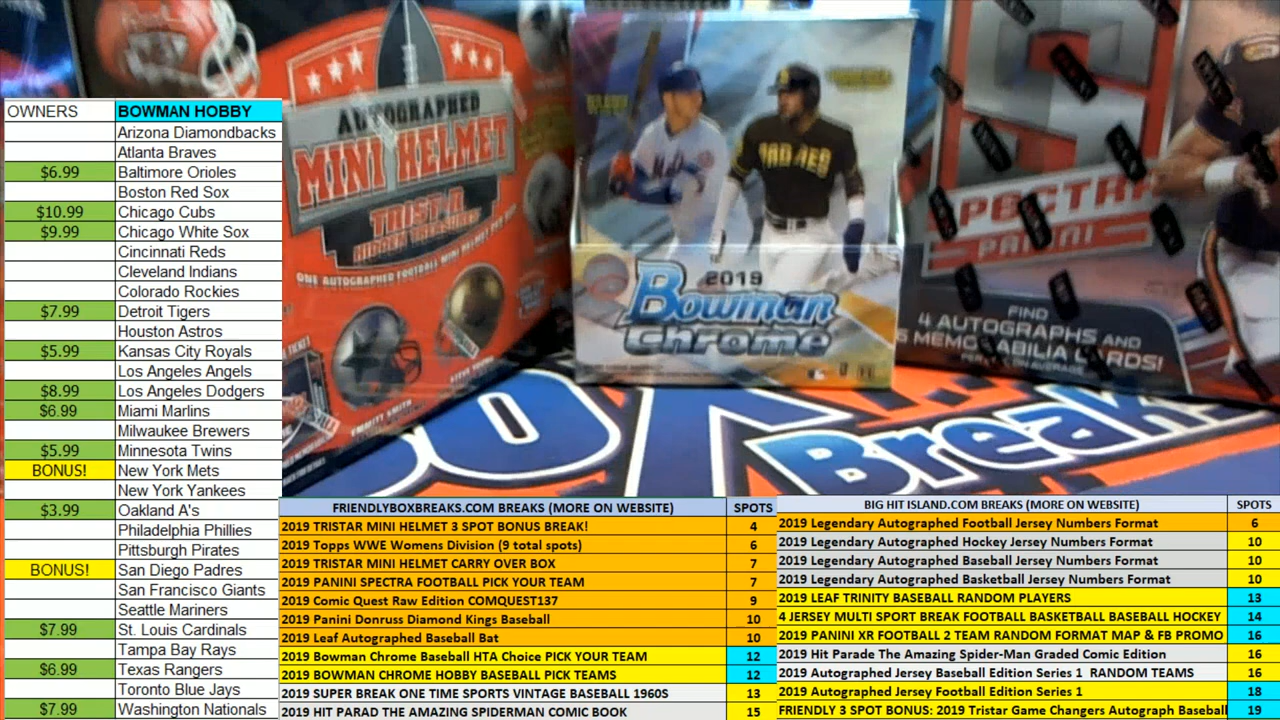 OWNERS BOWMAN HOBBY
Arizona Diamondbacks
Atlanta Braves
$6.99 Baltimore Orioles
Boston Red Sox
$10.99 Chicago Cubs
$9.99 Chicago White Sox
Cincinnati Reds
Cleveland Indians
Colorado Rockies
$7.99 Detroit Tigers
Houston Astros
$5.99 Kansas City Royals
Los Angeles Angels
$8.99 Los Angeles Dodgers
$6.99 Miami Marlins
Milwaukee Brewers
$5.99 Minnesota Twins
BONUS! New York Mets
New York Yankees
$3.99 Oakland A's
Philadelphia Phillies
Pittsburgh Pirates
BONUS! San Diego Padres
San Francisco Giants
Seattle Mariners
$7.99 St. Louis Cardinals
Tampa Bay Rays
$6.99 Texas Rangers
Toronto Blue Jays
$7.99 Washington Nationals
AUTOGRAPHED
MINI HELMET
TRISTAR
HIDDEN TREASURES
ONE AUTOGRAPHED FOOTBALL MINI HELMET PER BOX
EMMITT SMITH
Mets
PADRES
2019
Bowman
Chrome
SPECTRA
PANINI
FIND
4 AUTOGRAPHS AND
MEMORABILIA CARDS!
Breaks
FRIENDLYBOXBREAKS.COM BREAKS (MORE ON WEBSITE) SPOTS
2019 TRISTAR MINI HELMET 3 SPOT BONUS BREAK! 4
2019 Topps WWE Womens Division (9 total spots) 6
2019 TRISTAR MINI HELMET CARRY OVER BOX 7
2019 PANINI SPECTRA FOOTBALL PICK YOUR TEAM 7
2019 Comic Quest Raw Edition COMQUEST137 9
2019 Panini Donruss Diamond Kings Baseball 10
2019 Leaf Autographed Baseball Bat 10
2019 Bowman Chrome Baseball HTA Choice PICK YOUR TEAM 12
2019 BOWMAN CHROME HOBBY BASEBALL PICK TEAMS 12
2019 SUPER BREAK ONE TIME SPORTS VINTAGE BASEBALL 1960S 13
2019 HIT PARAD THE AMAZING SPIDERMAN COMIC BOOK 15
BIG HIT ISLAND.COM BREAKS (MORE ON WEBSITE) SPOTS
2019 Legendary Autographed Football Jersey Numbers Format 6
2019 Legendary Autographed Hockey Jersey Numbers Format 10
2019 Legendary Autographed Baseball Jersey Numbers Format 10
2019 Legendary Autographed Basketball Jersey Numbers Format 10
2019 LEAF TRINITY BASEBALL RANDOM PLAYERS 13
4 JERSEY MULTI SPORT BREAK FOOTBALL BASKETBALL BASEBALL HOCKEY 14
2019 PANINI XR FOOTBALL 2 TEAM RANDOM FORMAT MAP & FB PROMO 16
2019 Hit Parade The Amazing Spider-Man Graded Comic Edition 16
2019 Autographed Jersey Baseball Edition Series 1 RANDOM TEAMS 16
2019 Autographed Jersey Football Edition Series 1 18
FRIENDLY 3 SPOT BONUS: 2019 Tristar Game Changers Autograph Baseball 19